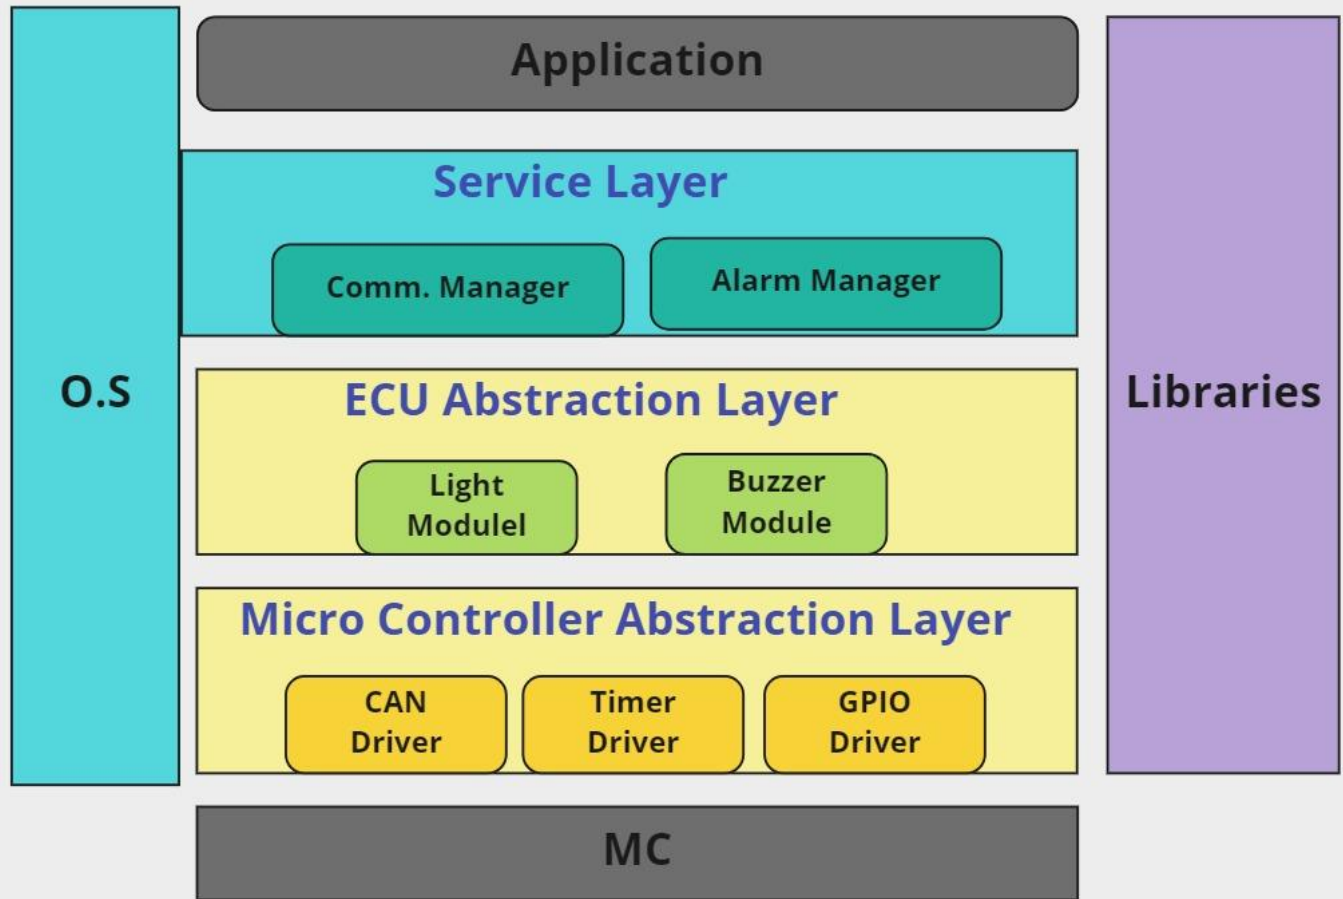 Application
Service Layer
Comm. Manager
Alarm Manager
O.S
ECU Abstraction Layer
Libraries
Light
Modulel
Buzzer
Module
Micro Controller Abstraction Layer
CAN
Driver
Timer
Driver
GPIO
Driver
MC